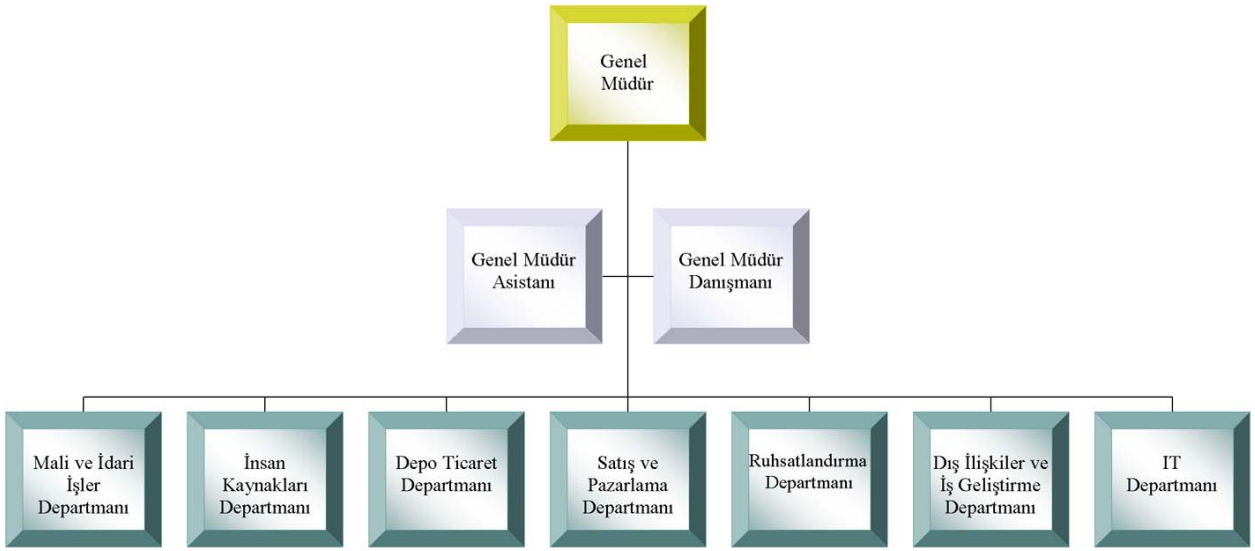 Genel
Müdür
Genel Müdür
Asistanı
Genel Müdür
Danışmanı
Mali ve İdari
İşler
Departmanı
İnsan
Kaynakları
Departmanı
Depo Ticaret
Departmanı
Satış ve
Pazarlama
Departmanı
Ruhsatlandırma
Departmanı
Dış İlişkiler ve
İş Geliştirme
Departmanı
IT
Departmanı